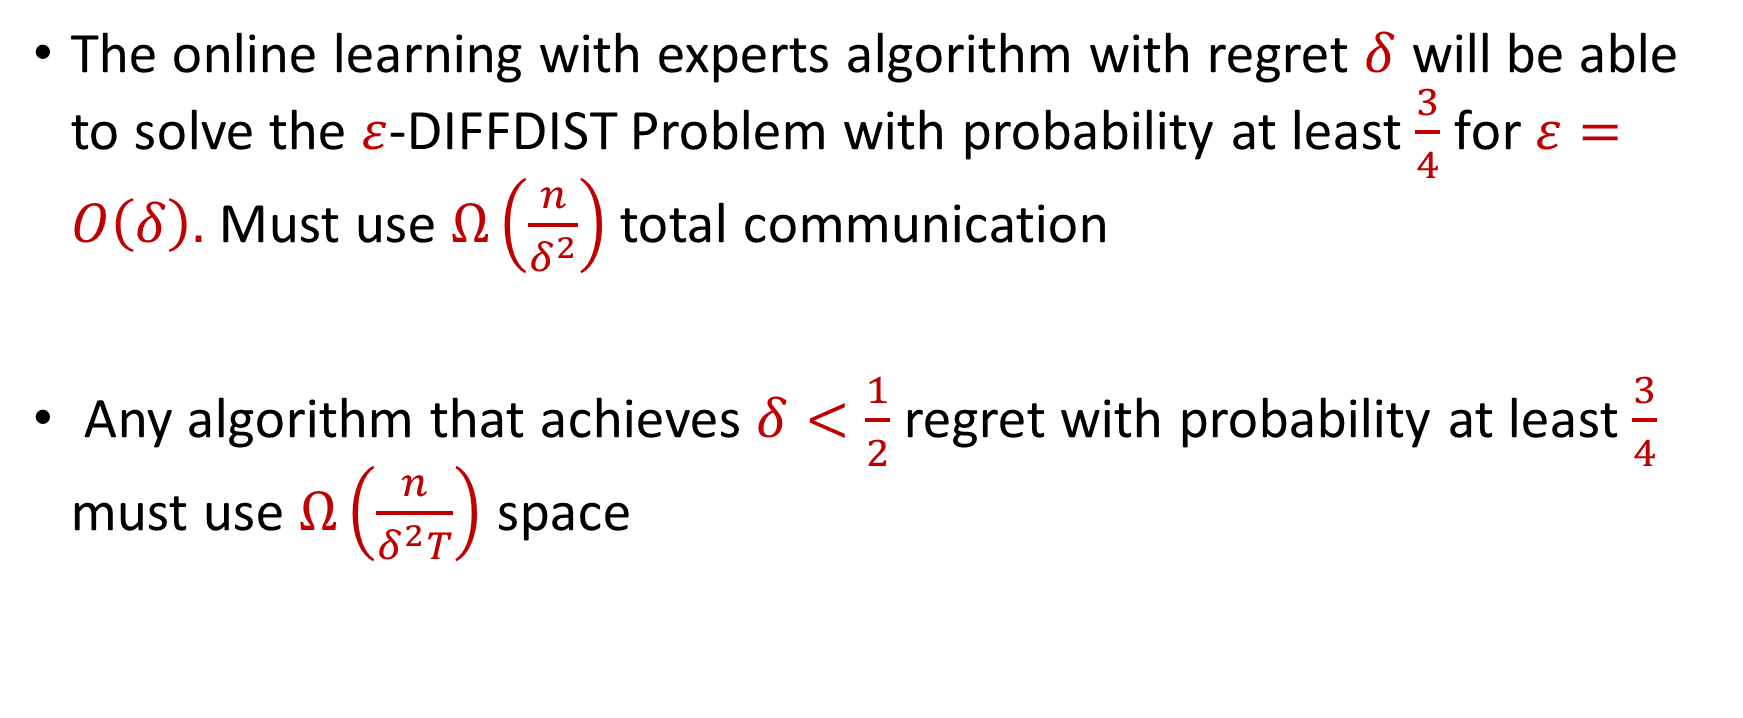 • The online learning with experts algorithm with regret δ will be able
to solve the ε-DIFFDIST Problem with probability at least 3/4 for ε =
O(δ). Must use Ω(n/δ²) total communication
• Any algorithm that achieves δ < 1/2 regret with probability at least 3/4
must use Ω(n/(δ²T)) space